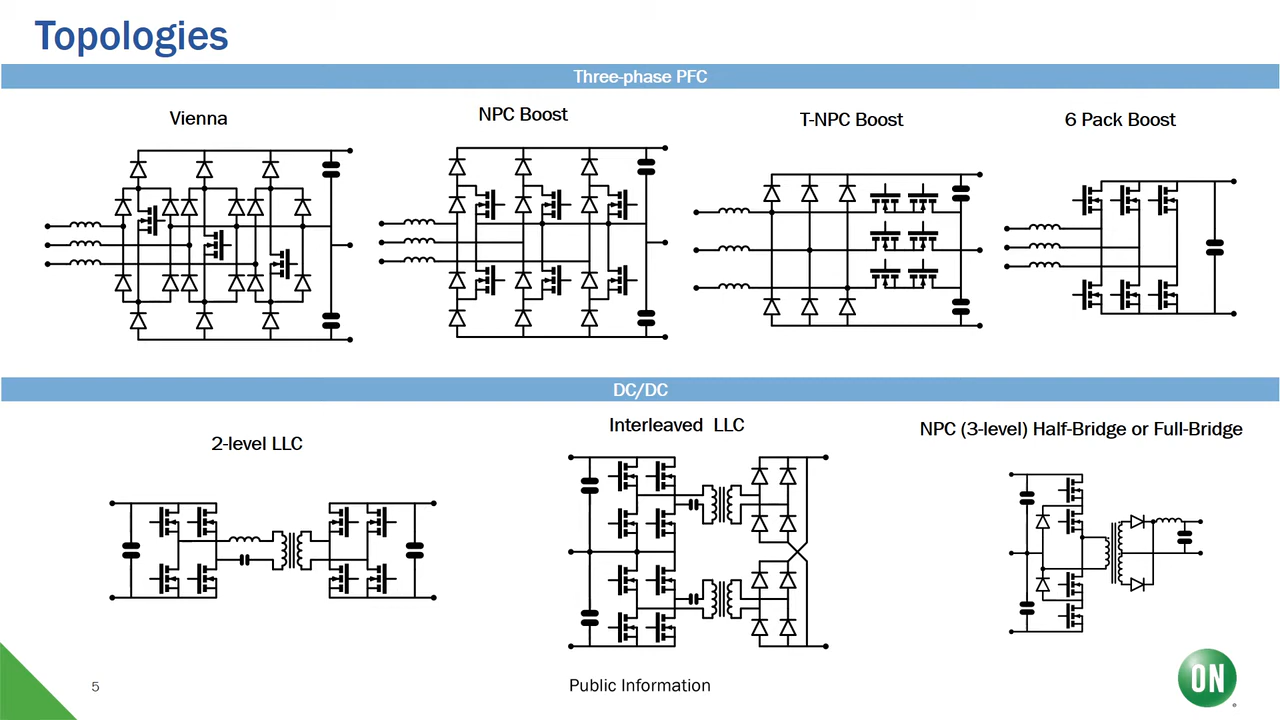 Topologies
Three-phase PFC
Vienna
NPC Boost
T-NPC Boost
6 Pack Boost
DC/DC
2-level LLC
Interleaved LLC
NPC (3-level) Half-Bridge or Full-Bridge
5
Public Information
ON
®